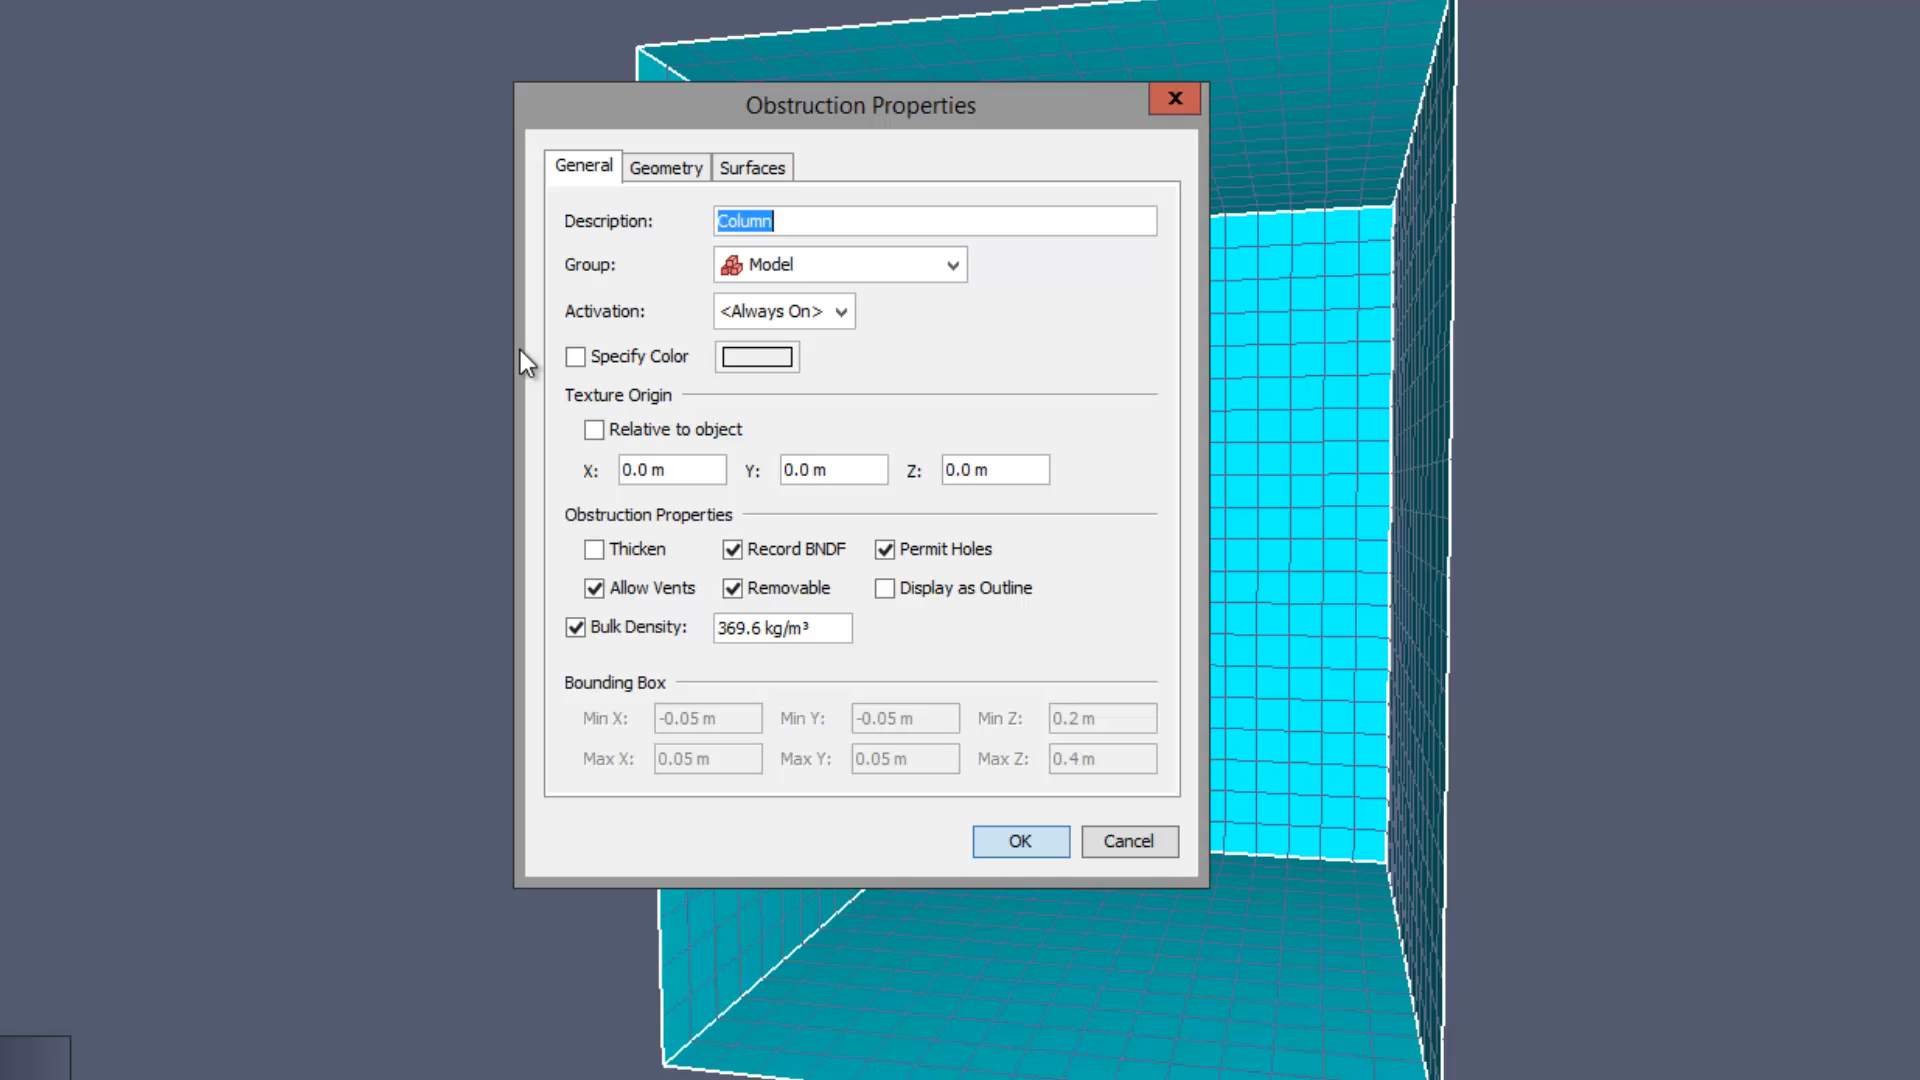 Obstruction Properties
X
General Geometry Surfaces
Description: Column
Group: Model
Activation: <Always On>
Specify Color
Texture Origin
Relative to object
X: 0.0 m Y: 0.0 m Z: 0.0 m
Obstruction Properties
Thicken Record BNDF Permit Holes
Allow Vents Removable Display as Outline
Bulk Density: 369.6 kg/m³
Bounding Box
Min X: -0.05 m Min Y: -0.05 m Min Z: 0.2 m
Max X: 0.05 m Max Y: 0.05 m Max Z: 0.4 m
OK Cancel